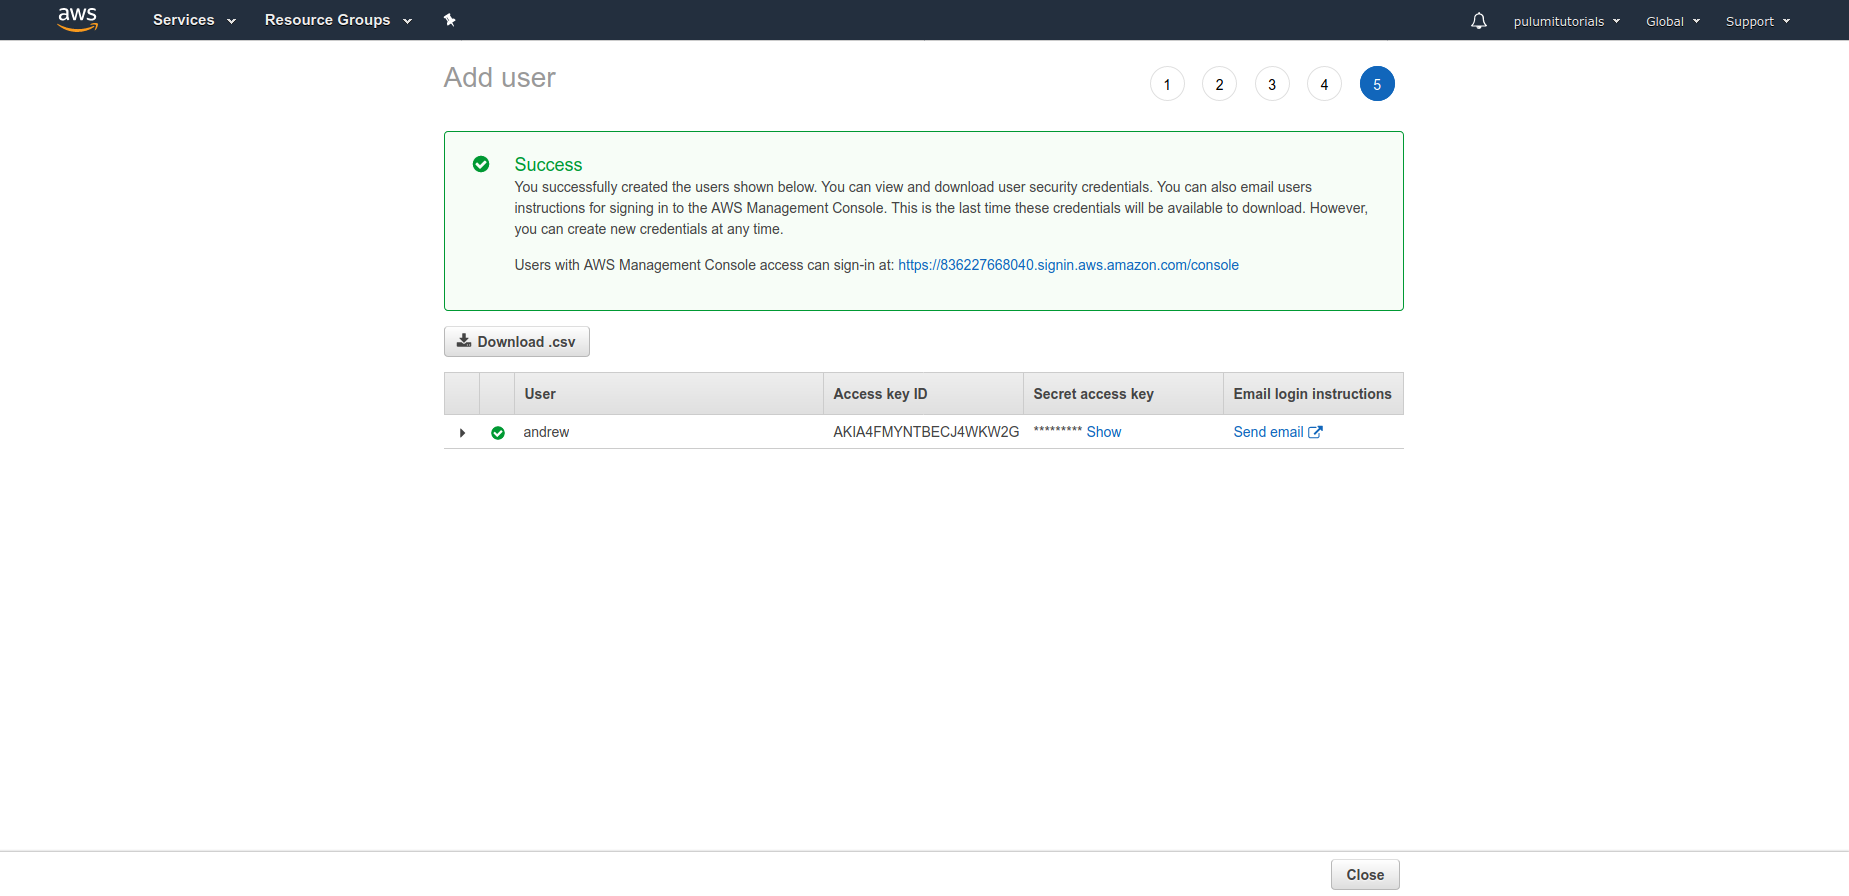 aws Services Resource Groups pulumitutorials Global Support
Add user 1 2 3 4 5
Success
You successfully created the users shown below. You can view and download user security credentials. You can also email users
instructions for signing in to the AWS Management Console. This is the last time these credentials will be available to download. However,
you can create new credentials at any time.
Users with AWS Management Console access can sign-in at: https://836227668040.signin.aws.amazon.com/console
Download .csv
User Access key ID Secret access key Email login instructions
andrew AKIA4FMYNTBECJ4WKW2G ********* Show Send email
Close